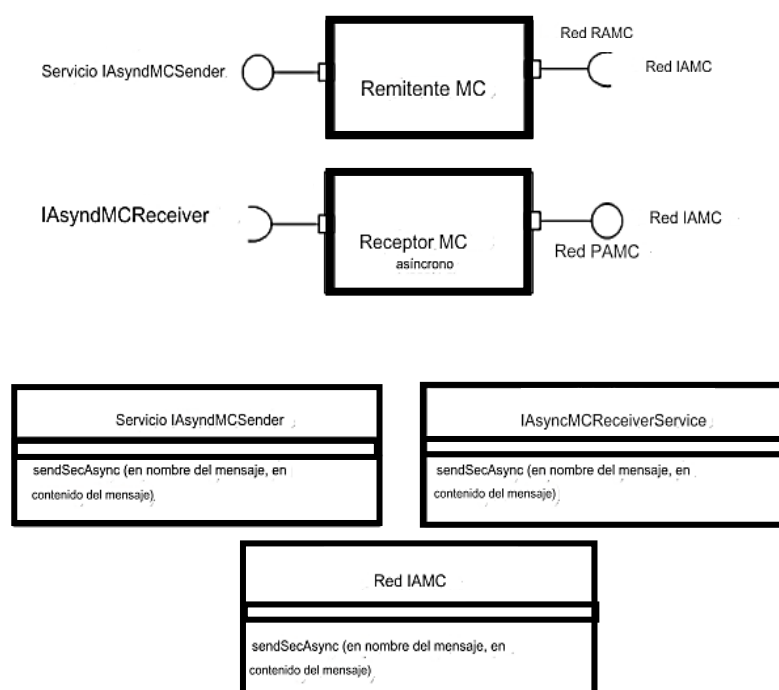 Red RAMC
Servicio IAsyndMCSender
Remitente MC
Red IAMC
IAsyndMCReceiver
Receptor MC
asíncrono
Red IAMC
Red PAMC
Servicio IAsyndMCSender
sendSecAsync (en nombre del mensaje, en
contenido del mensaje)
IAsyncMCReceiverService
sendSecAsync (en nombre del mensaje, en
contenido del mensaje)
Red IAMC
sendSecAsync (en nombre del mensaje, en
contenido del mensaje)